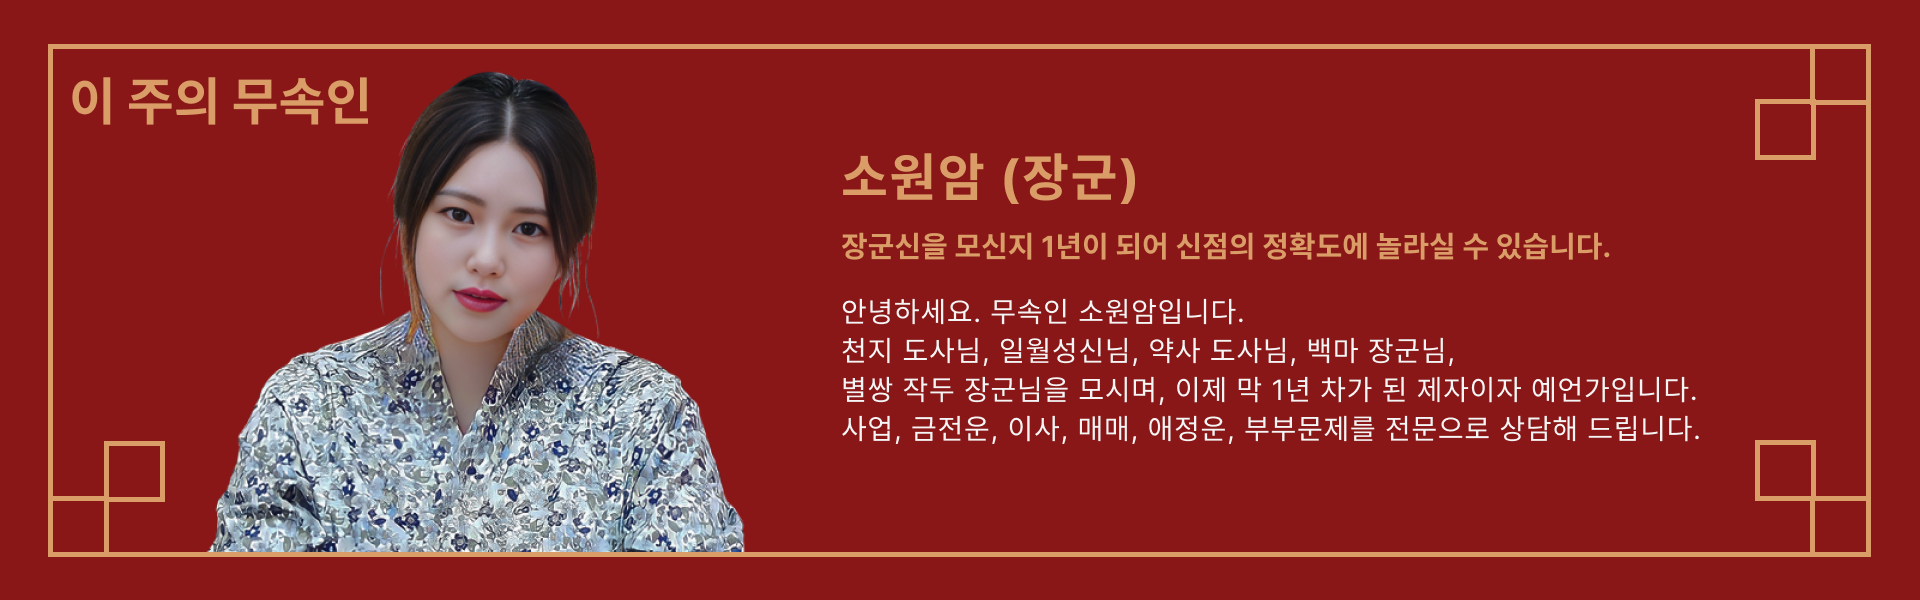 이 주의 무속인
소원암 (장군)
장군신을 모신지 1년이 되어 신점의 정확도에 놀라실 수 있습니다.
안녕하세요. 무속인 소원암입니다.
천지 도사님, 일월성신님, 약사 도사님, 백마 장군님,
별쌍 작두 장군님을 모시며, 이제 막 1년 차가 된 제자이자 예언가입니다.
사업, 금전운, 이사, 매매, 애정운, 부부문제를 전문으로 상담해 드립니다.